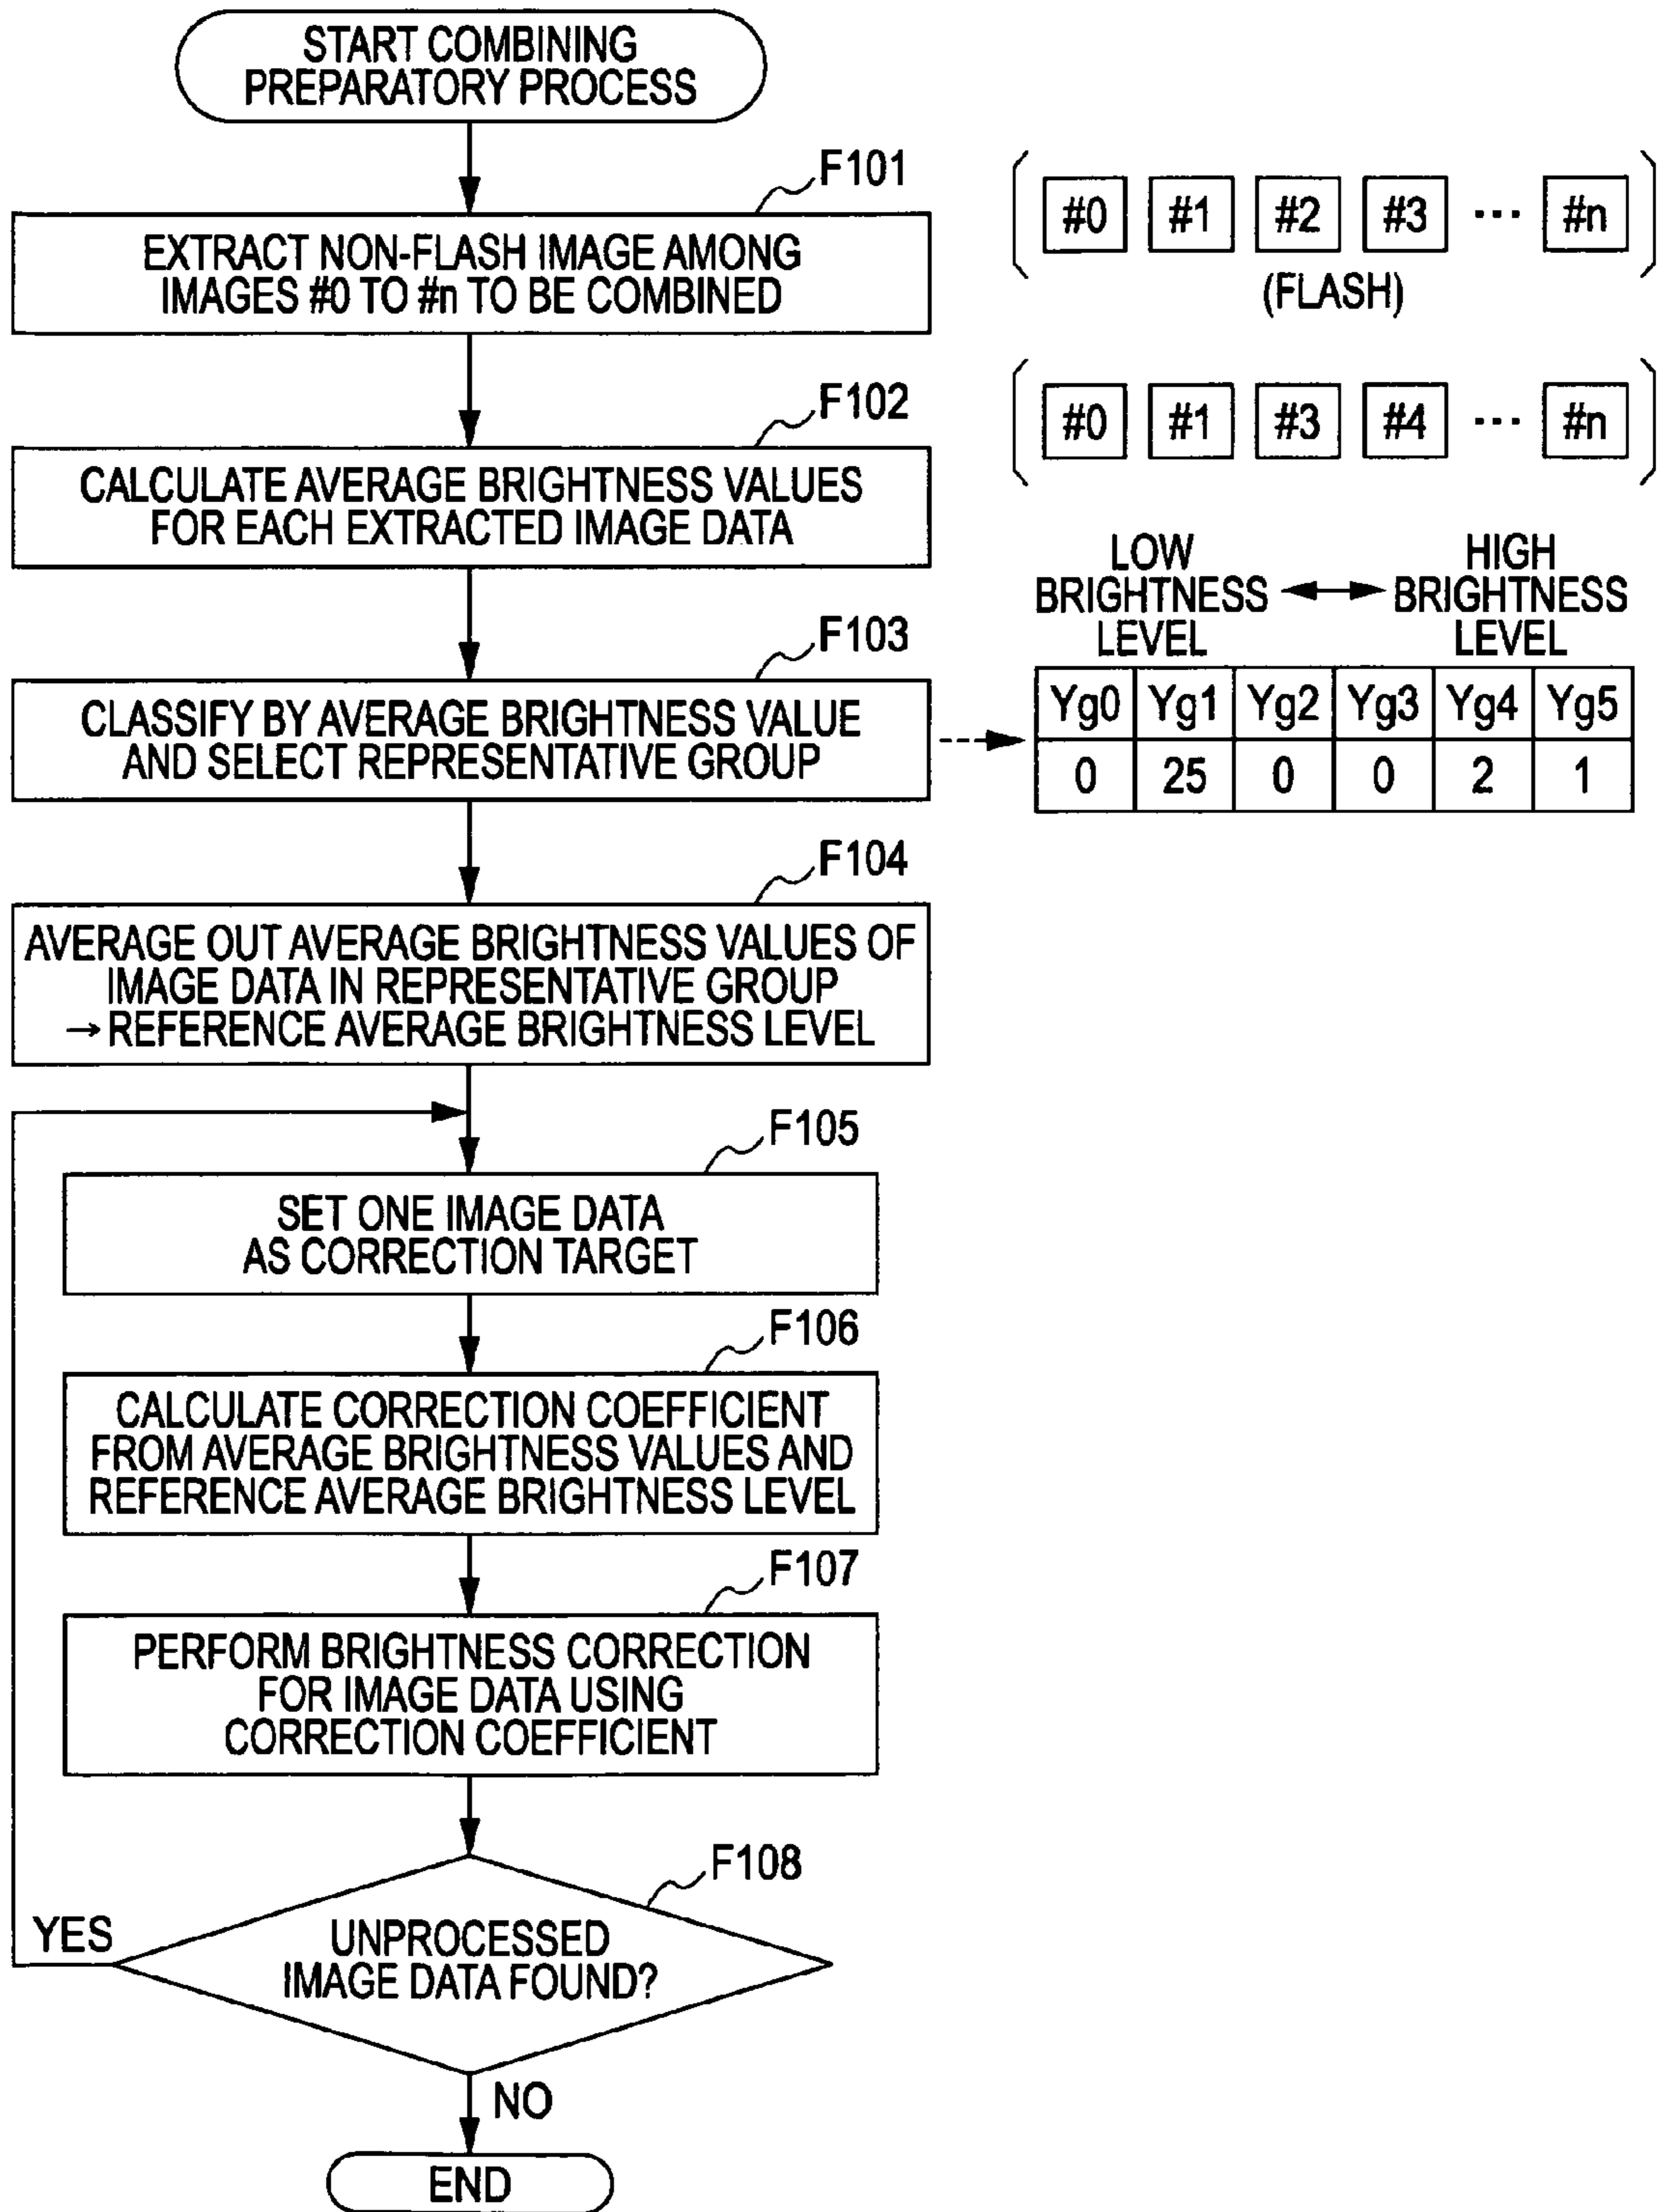 START COMBINING
PREPARATORY PROCESS
F101
EXTRACT NON-FLASH IMAGE AMONG
IMAGES #0 TO #n TO BE COMBINED
#0 #1 #2 #3 ... #n
(FLASH)
F102
CALCULATE AVERAGE BRIGHTNESS VALUES
FOR EACH EXTRACTED IMAGE DATA
#0 #1 #3 #4 ... #n
F103
CLASSIFY BY AVERAGE BRIGHTNESS VALUE
AND SELECT REPRESENTATIVE GROUP
LOW
BRIGHTNESS
LEVEL
HIGH
BRIGHTNESS
LEVEL
Yg0 Yg1 Yg2 Yg3 Yg4 Yg5
0 25 0 0 2 1
F104
AVERAGE OUT AVERAGE BRIGHTNESS VALUES OF
IMAGE DATA IN REPRESENTATIVE GROUP
→ REFERENCE AVERAGE BRIGHTNESS LEVEL
F105
SET ONE IMAGE DATA
AS CORRECTION TARGET
F106
CALCULATE CORRECTION COEFFICIENT
FROM AVERAGE BRIGHTNESS VALUES AND
REFERENCE AVERAGE BRIGHTNESS LEVEL
F107
PERFORM BRIGHTNESS CORRECTION
FOR IMAGE DATA USING
CORRECTION COEFFICIENT
F108
YES
UNPROCESSED
IMAGE DATA FOUND?
NO
END